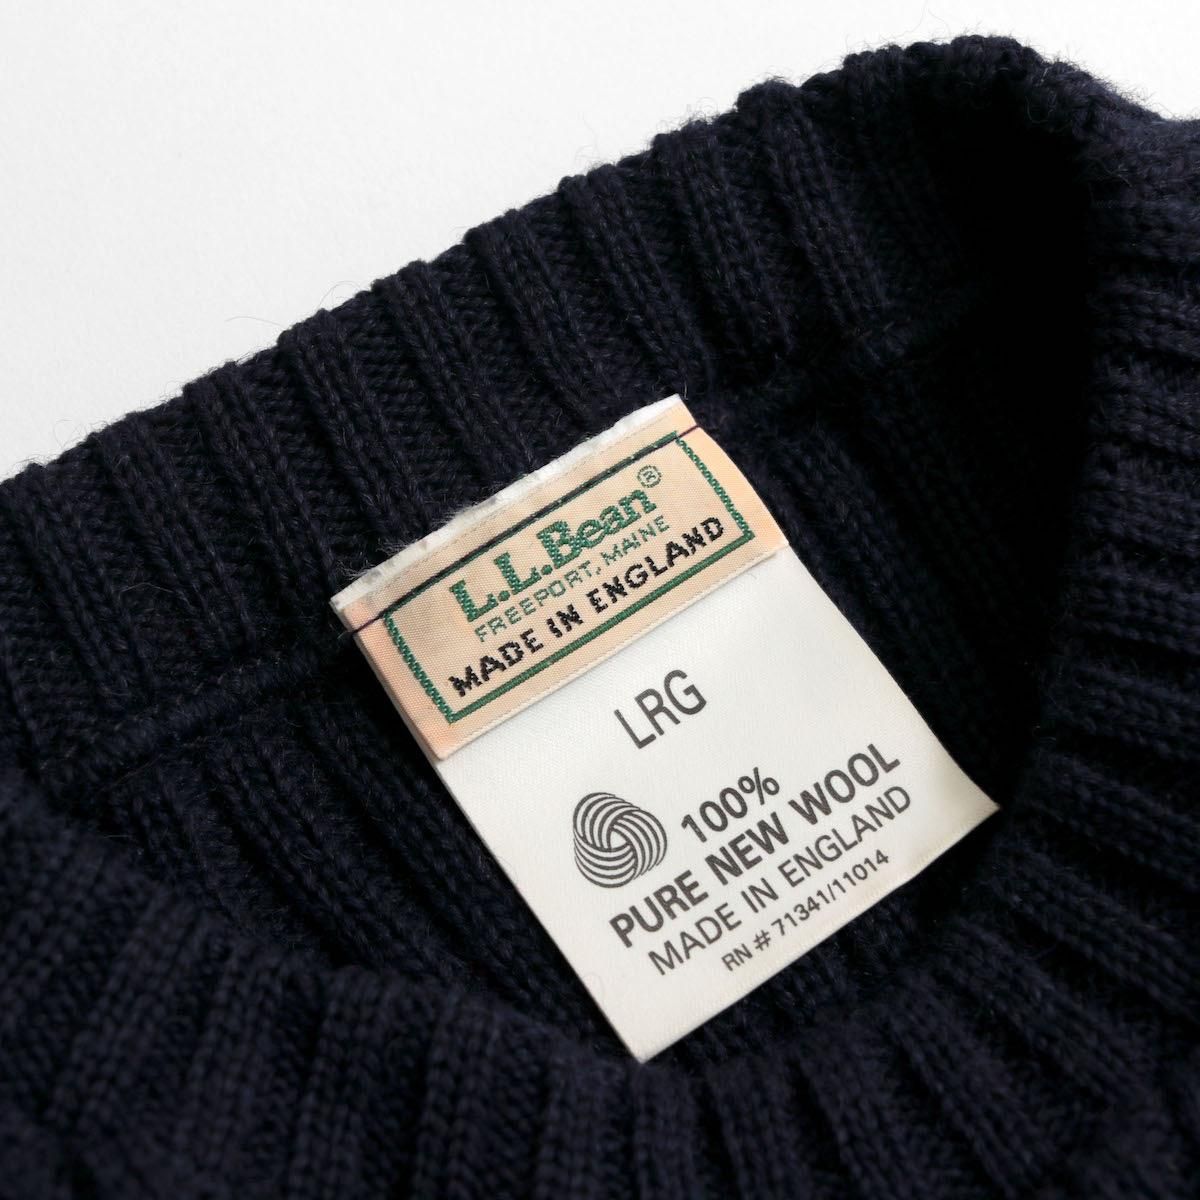 L.L.Bean®
FREEPORT, MAINE
MADE IN ENGLAND
LRG
100%
PURE NEW WOOL
MADE IN ENGLAND
RN # 71341/11014